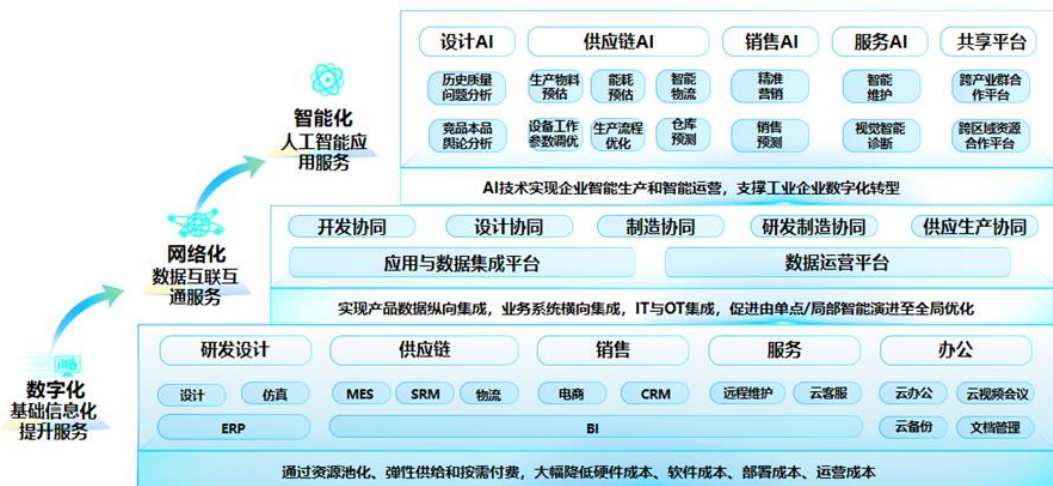 设计AI
供应链AI
销售AI
服务AI
共享平台
历史质量
问题分析
生产物料
预估
能耗
预估
智能
物流
精准
营销
智能
维护
跨产业群合
作平台
竞品本品
舆论分析
设备工作
参数调优
生产流程
优化
仓库
预测
销售
预测
视觉智能
诊断
跨区域资源
合作平台
AI技术实现企业智能生产和智能运营，支撑工业企业数字化转型
智能化
人工智能应
用服务
开发协同
设计协同
制造协同
研发制造协同
供应生产协同
应用与数据集成平台
数据运营平台
实现产品数据纵向集成，业务系统横向集成，IT与OT集成，促进由单点/局部智能演进至全局优化
网络化
数据互联互
通服务
研发设计
供应链
销售
服务
办公
设计
仿真
MES
SRM
物流
电商
CRM
远程维护
云客服
云办公
云视频会议
ERP
BI
云备份
文档管理
通过资源池化、弹性供给和按需付费，大幅降低硬件成本、软件成本、部署成本、运营成本
数字化
基础信息化
提升服务